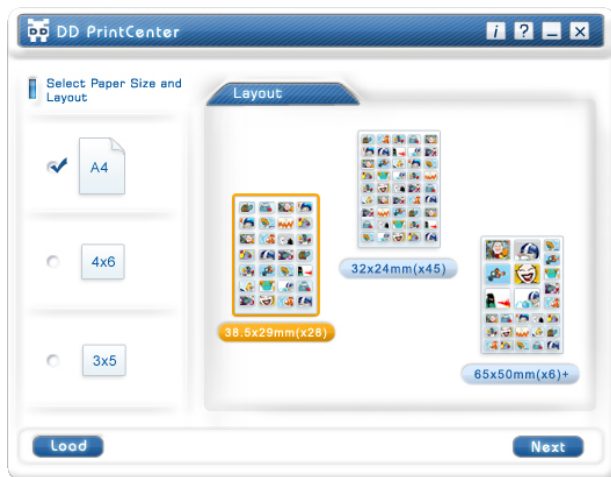 DD PrintCenter
i ?
Select Paper Size and
Layout
Layout
A4
4x6
3x5
32x24mm(x45)
38.5x29mm(x28)
65x50mm(x6)+
Load
Next